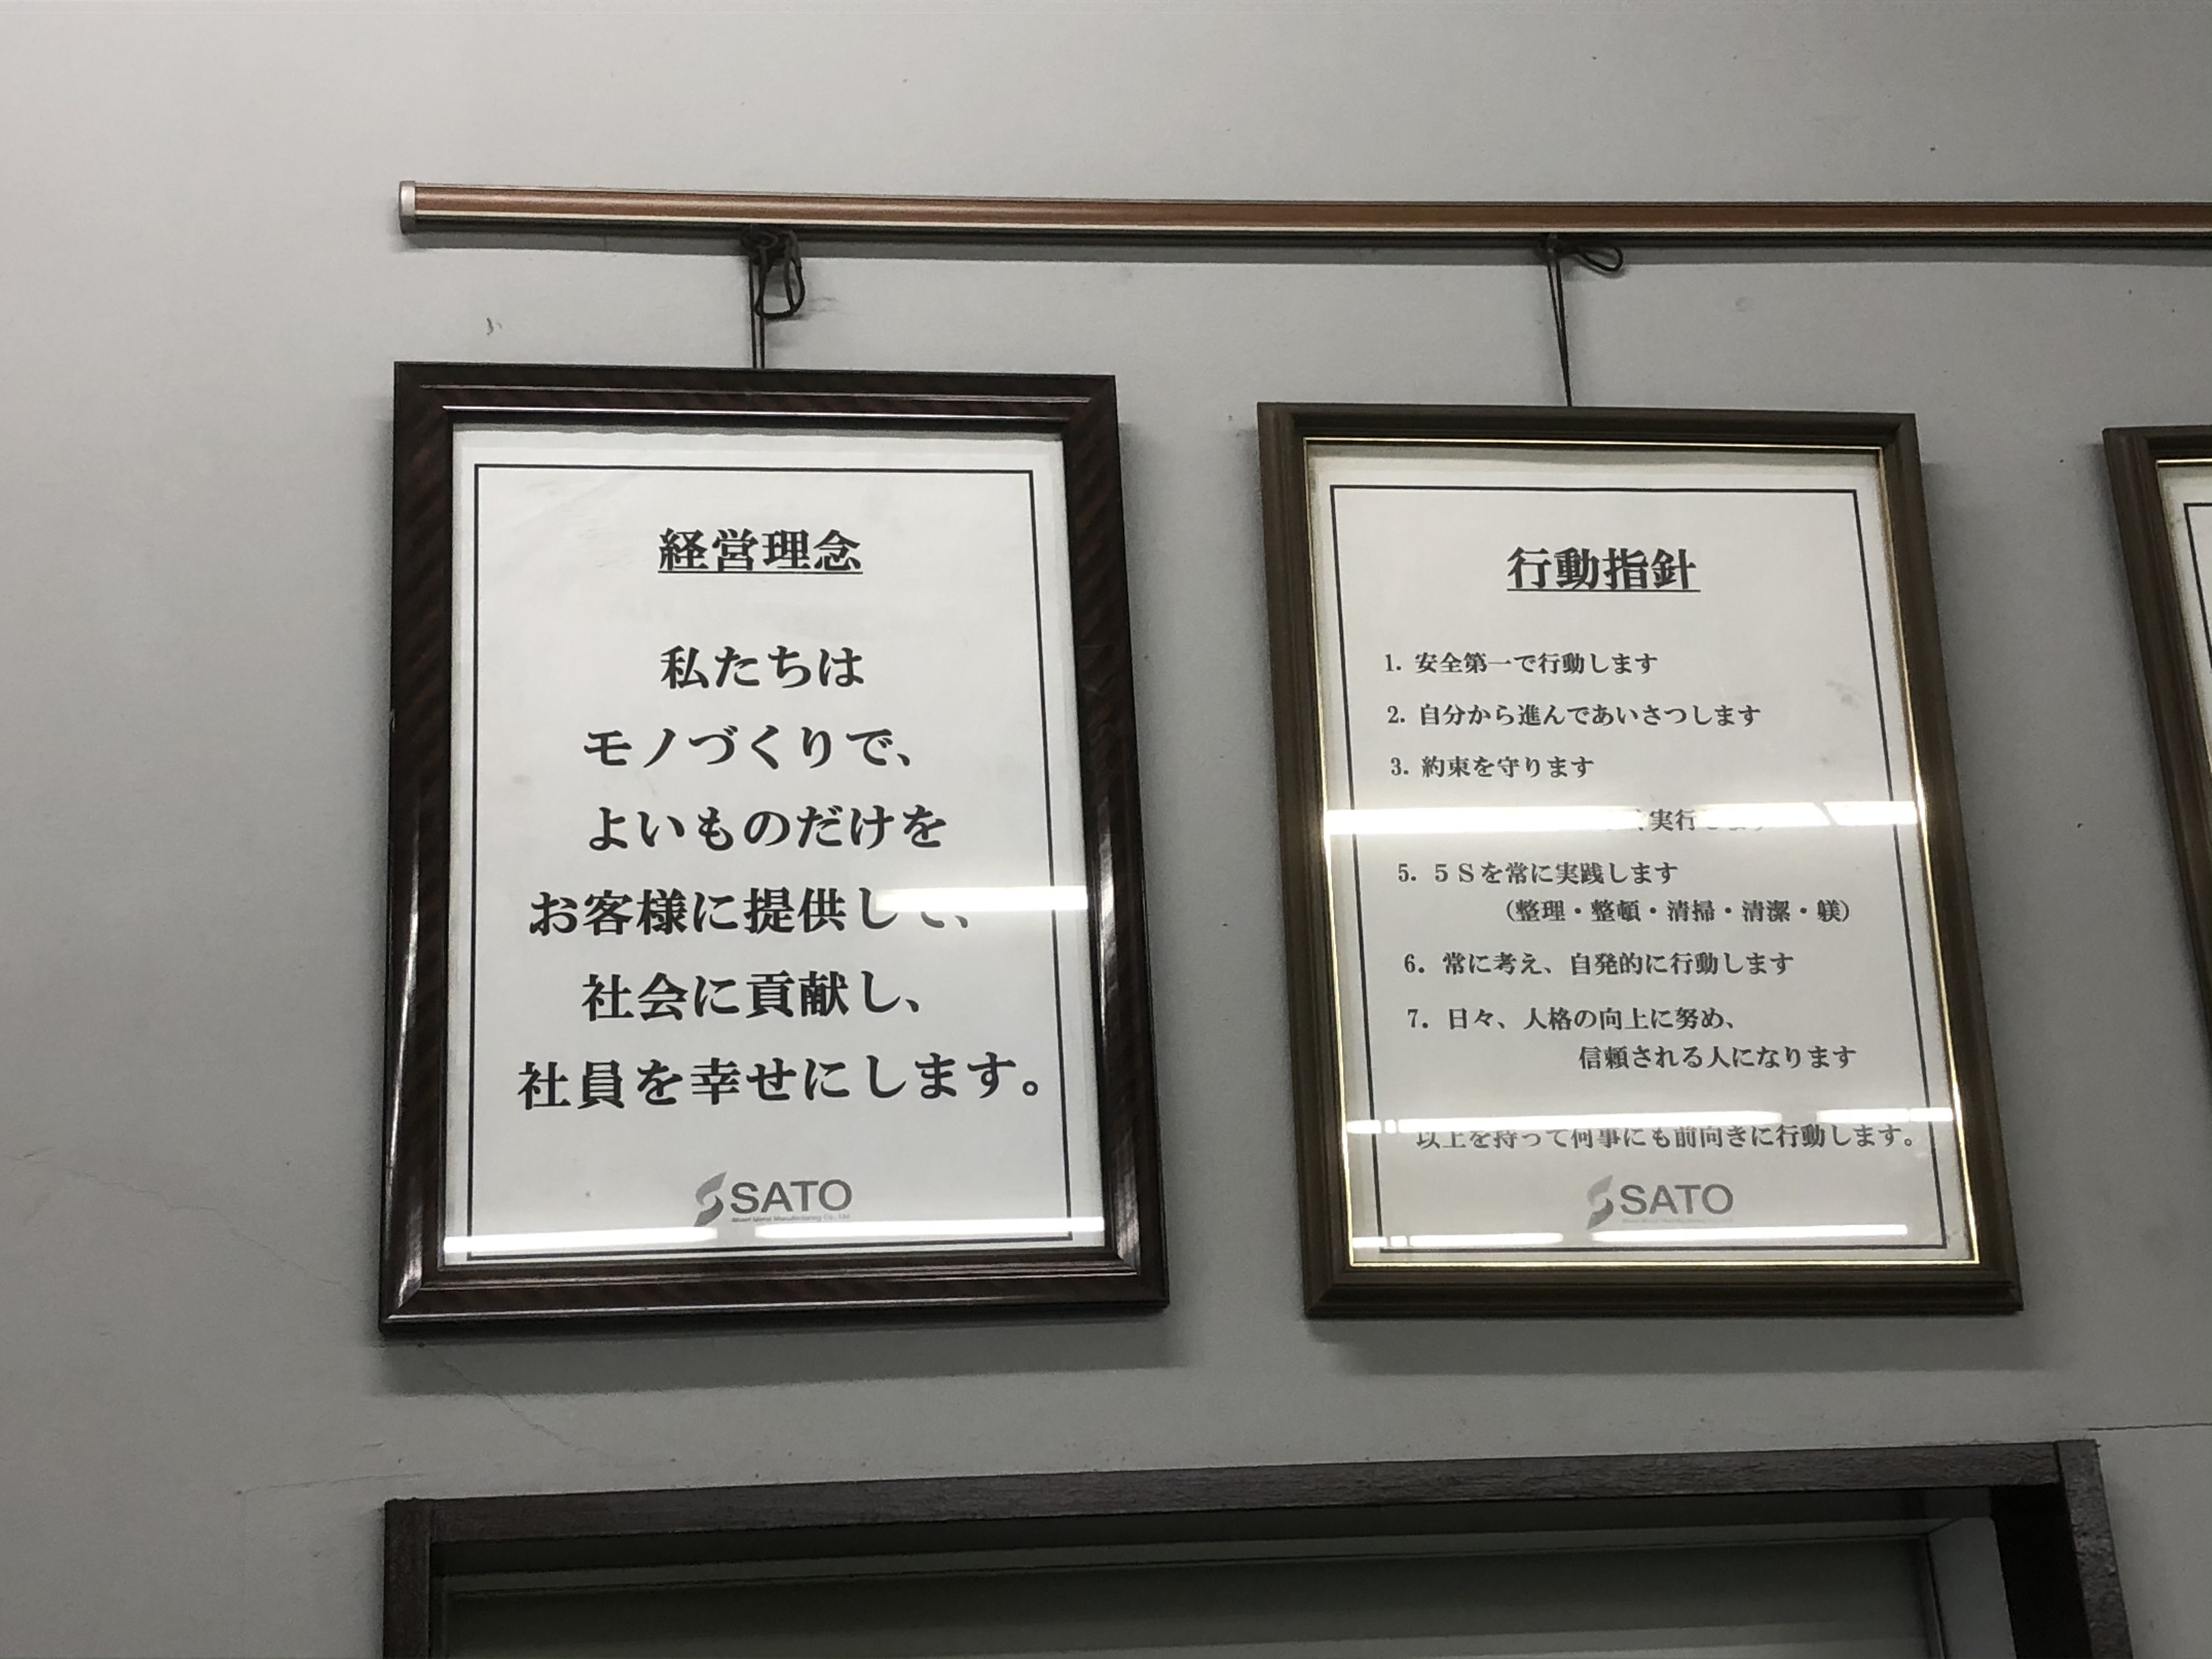 経営理念
私たちは
モノづくりで、
よいものだけを
お客様に提供して、
社会に貢献し、
社員を幸せにします。
SATO
行動指針
1. 安全第一で行動します
2. 自分から進んであいさつします
3. 約束を守ります
実行します
5. 5Sを常に実践します
(整理・整頓・清掃・清潔・躾)
6. 常に考え、自発的に行動します
7. 日々、人格の向上に努め、
信頼される人になります
以上を持って何事にも前向きに行動します。
SATO